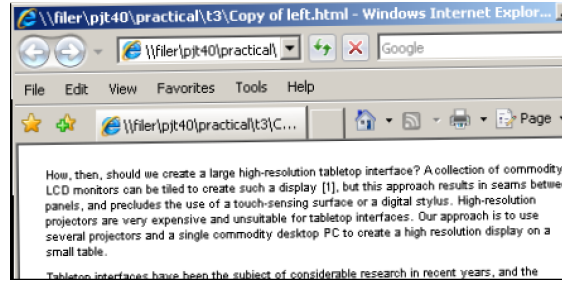 \\filer\pjt40\practical\t3\Copy of left.html - Windows Internet Explor...
\\filer\pjt40\practical\ Google
File Edit View Favorites Tools Help
\\filer\pjt40\practical\t3\C... Page
How, then, should we create a large high-resolution tabletop interface? A collection of commodity
LCD monitors can be tiled to create such a display [1], but this approach results in seams betwe
panels, and precludes the use of a touch-sensing surface or a digital stylus. High-resolution
projectors are very expensive and unsuitable for tabletop interfaces. Our approach is to use
several projectors and a single commodity desktop PC to create a high resolution display on a
small table.
Tabletop interfaces have been the subject of considerable research in recent years, and the